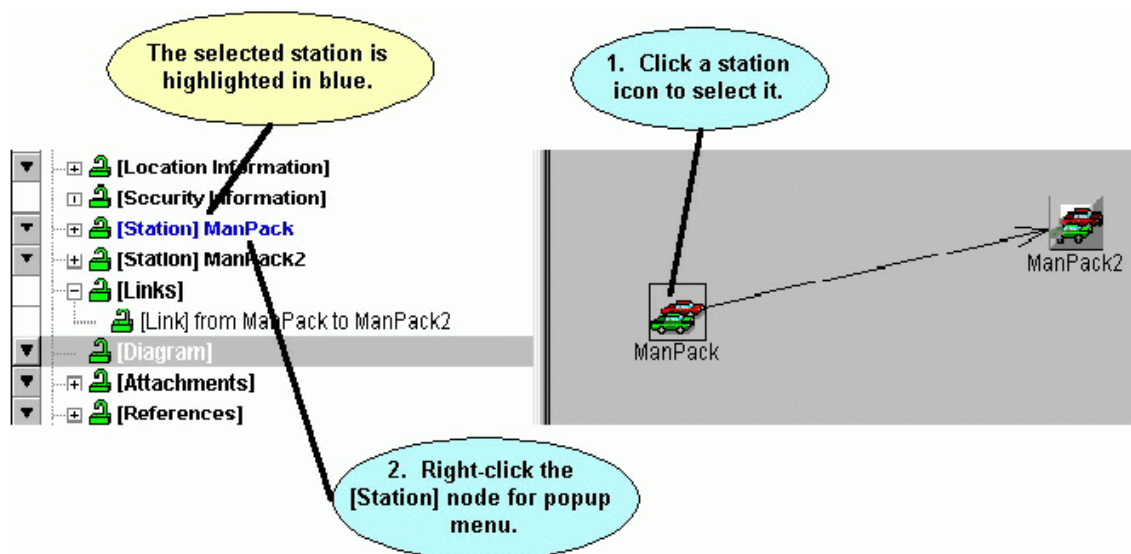 The selected station is
highlighted in blue.
1. Click a station
icon to select it.
[Location Information]
[Security Information]
[Station] ManPack
[Station] ManPack2
[Links]
[Link] from ManPack to ManPack2
[Diagram]
[Attachments]
[References]
ManPack2
ManPack
2. Right-click the
[Station] node for popup
menu.